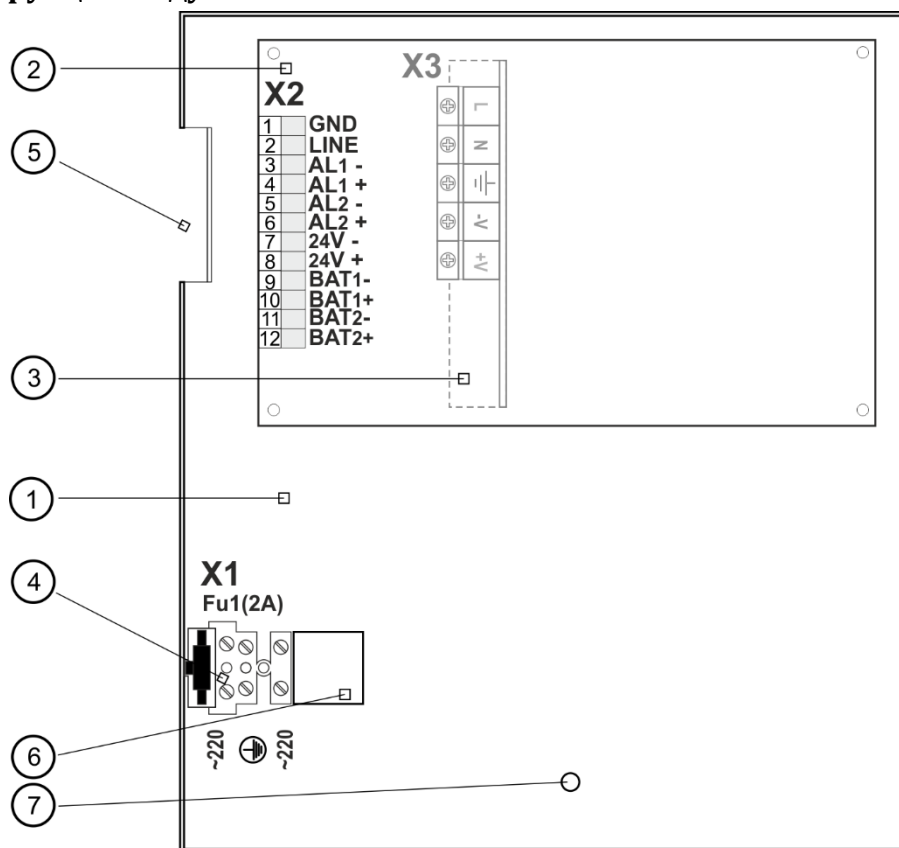 2
X2
X3
1 GND
2 LINE
3 AL1 -
4 AL1 +
5 AL2 -
6 AL2 +
7 24V -
8 24V +
9 BAT1-
10 BAT1+
11 BAT2-
12 BAT2+
L
N
-V
+V
5
3
1
4
X1
Fu1(2A)
~220
~220
6
7